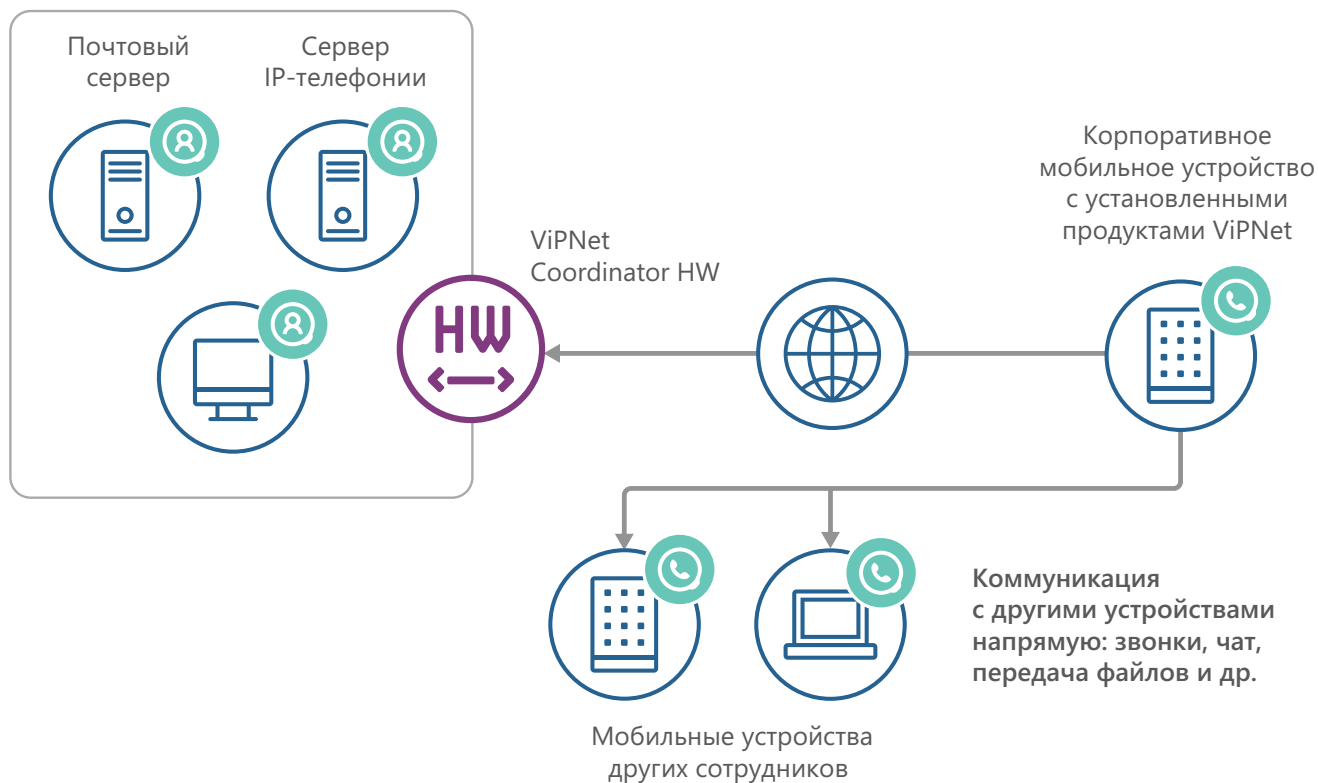 Почтовый
сервер
Сервер
IP-телефонии
Корпоративное
мобильное устройство
с установленными
продуктами ViPNet
ViPNet
Coordinator HW
HW
Коммуникация
с другими устройствами
напрямую: звонки, чат,
передача файлов и др.
Мобильные устройства
других сотрудников